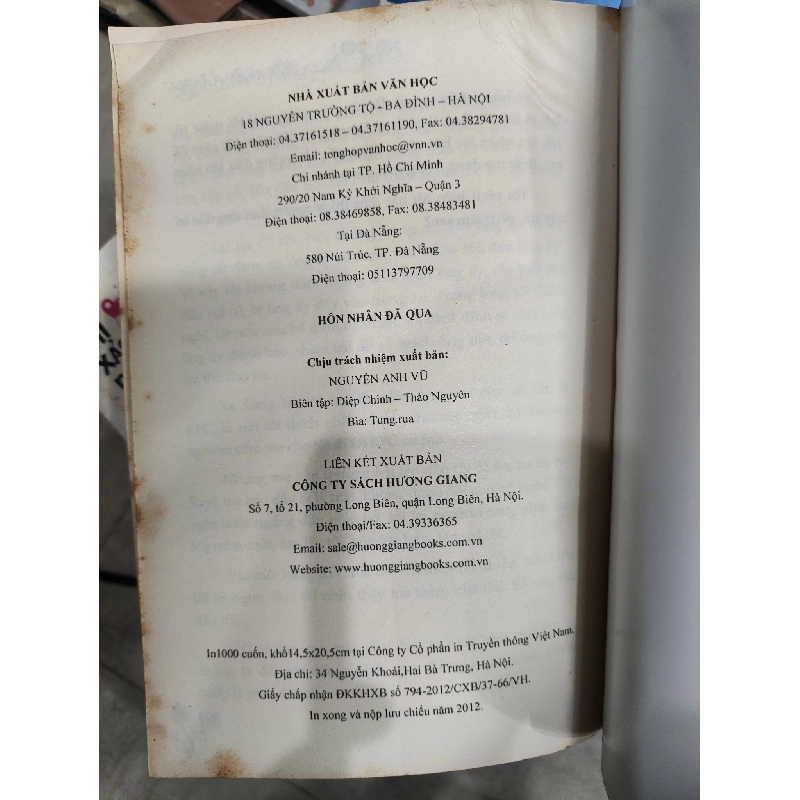 NHÀ XUẤT BẢN VĂN HỌC
18 NGUYỄN TRƯỜNG TỘ - BA ĐÌNH – HÀ NỘI
Điện thoại: 04.37161518 – 04.37161190, Fax: 04.38294781
Email: tonghopvanhoc@vnn.vn
Chi nhánh tại TP. Hồ Chí Minh
290/20 Nam Kỳ Khởi Nghĩa – Quận 3
Điện thoại: 08.38469858, Fax: 08.38483481
Tại Đà Nẵng:
580 Núi Trúc, TP. Đà Nẵng
Điện thoại: 05113797709
HÔN NHÂN ĐÃ QUA
Chịu trách nhiệm xuất bản:
NGUYỄN ANH VŨ
Biên tập: Diệp Chinh – Thảo Nguyên
Bìa: Tung.rua
LIÊN KẾT XUẤT BẢN
CÔNG TY SÁCH HƯƠNG GIANG
Số 7, tổ 21, phường Long Biên, quận Long Biên, Hà Nội.
Điện thoại/Fax: 04.39336365
Email: sale@huonggiangbooks.com.vn
Website: www.huonggiangbooks.com.vn
In1000 cuốn, khổ14,5x20,5cm tại Công ty Cổ phần in Truyền thông Việt Nam.
Địa chỉ: 34 Nguyễn Khoải,Hai Bà Trưng, Hà Nội.
Giấy chấp nhận ĐKKHXB số 794-2012/CXB/37-66/VH.
In xong và nộp lưu chiểu năm 2012.